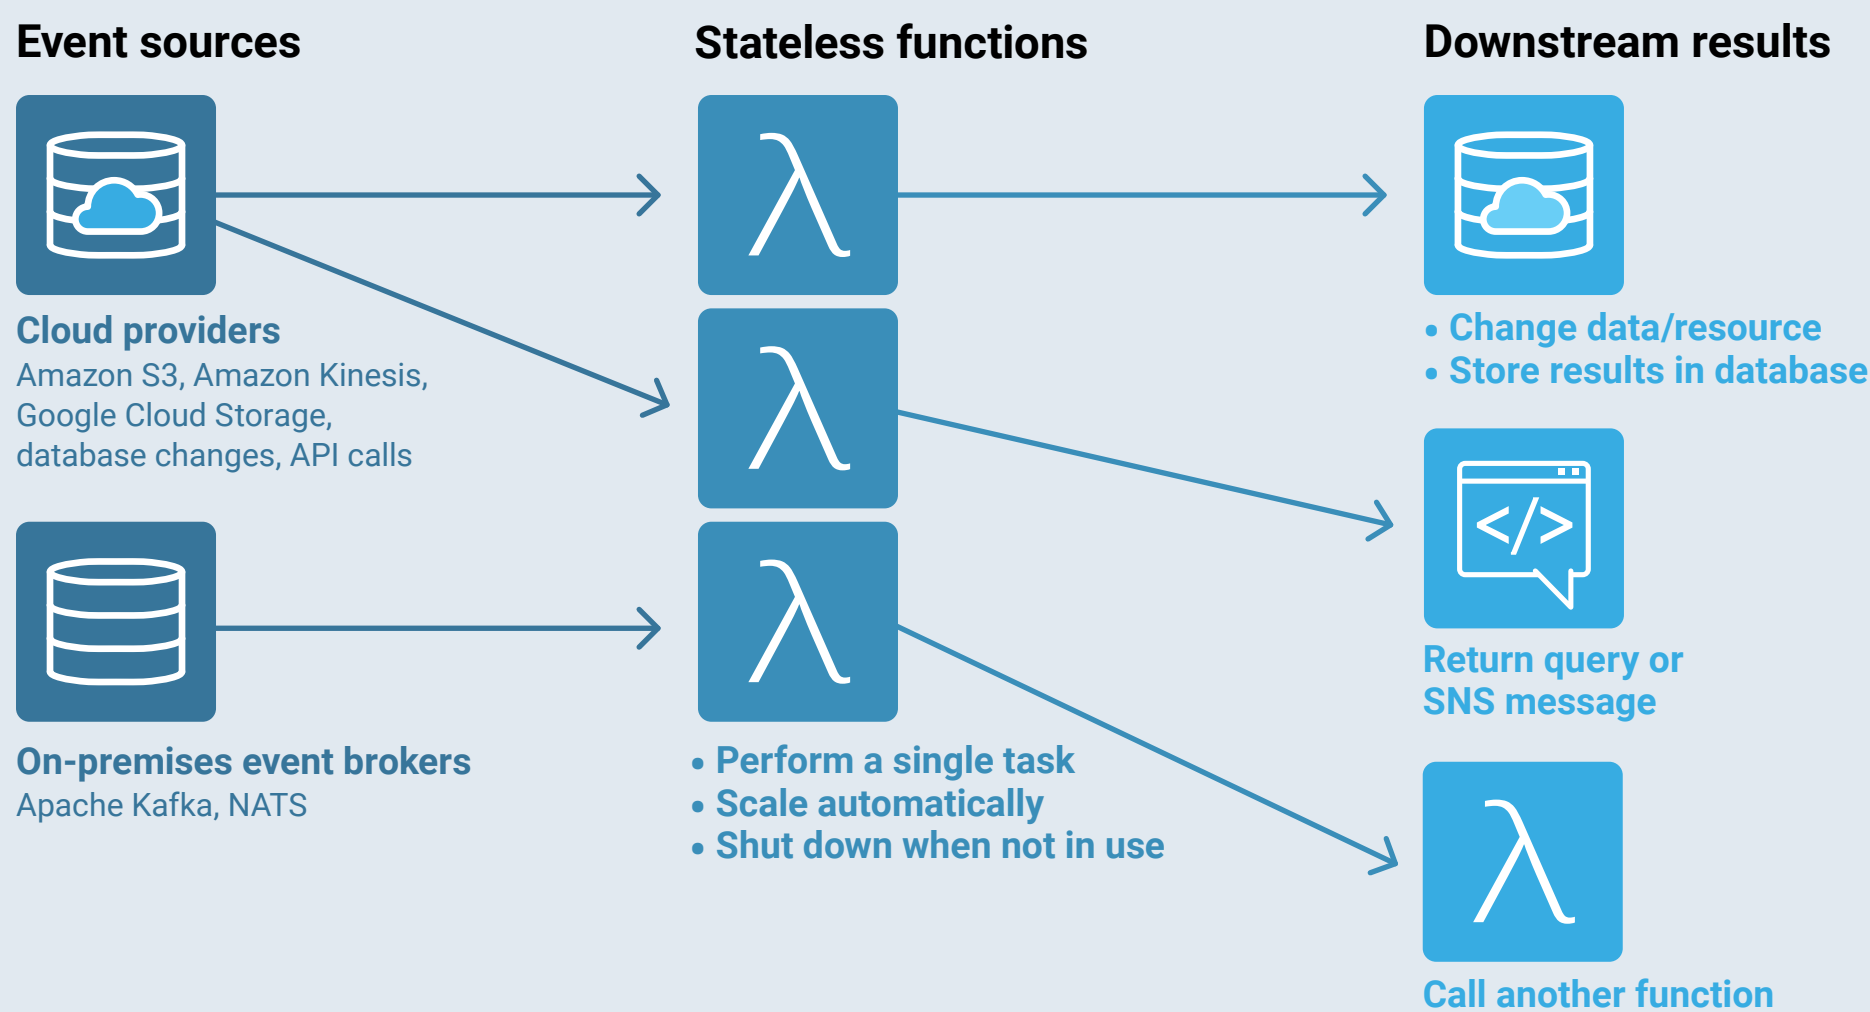 Event sources
Stateless functions
Downstream results
λ
Cloud providers
Amazon S3, Amazon Kinesis,
Google Cloud Storage,
database changes, API calls
On-premises event brokers
Apache Kafka, NATS
λ
λ
• Perform a single task
• Scale automatically
• Shut down when not in use
• Change data/resource
• Store results in database
</>
Return query or
SNS message
λ
Call another function